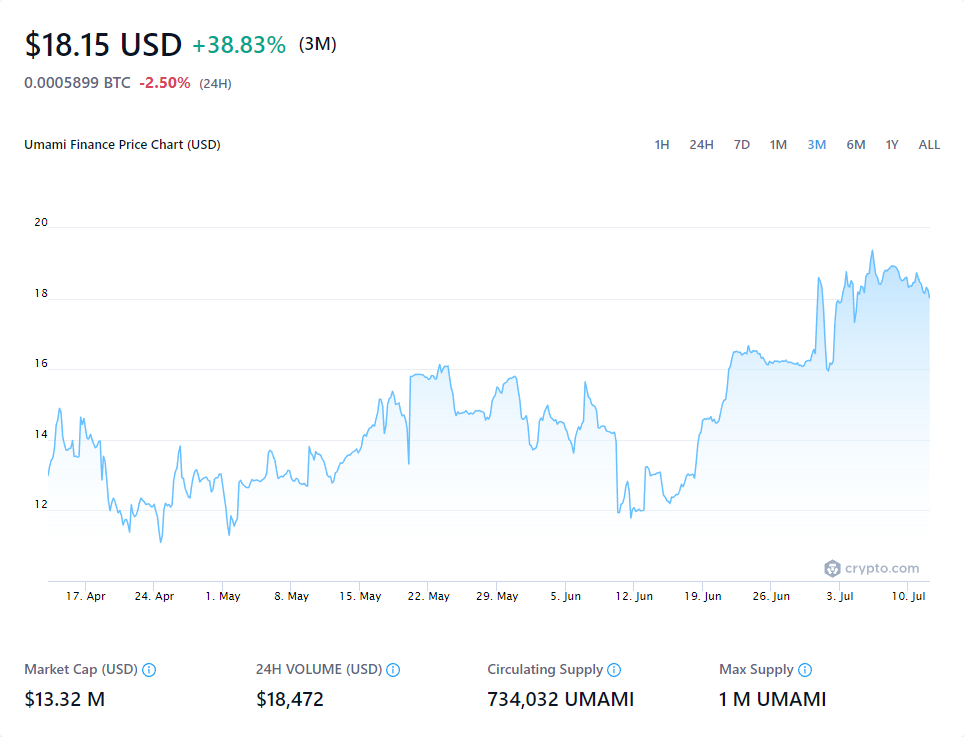 $18.15 USD +38.83% (3M)
0.0005899 BTC -2.50% (24H)
Umami Finance Price Chart (USD) 1H 24H 7D 1M 3M 6M 1Y ALL
20
18
16
14
12
crypto.com
17. Apr 24. Apr 1. May 8. May 15. May 22. May 29. May 5. Jun 12. Jun 19. Jun 26. Jun 3. Jul 10. Jul
Market Cap (USD) 24H VOLUME (USD) Circulating Supply Max Supply
$13.32 M $18,472 734,032 UMAMI 1 M UMAMI